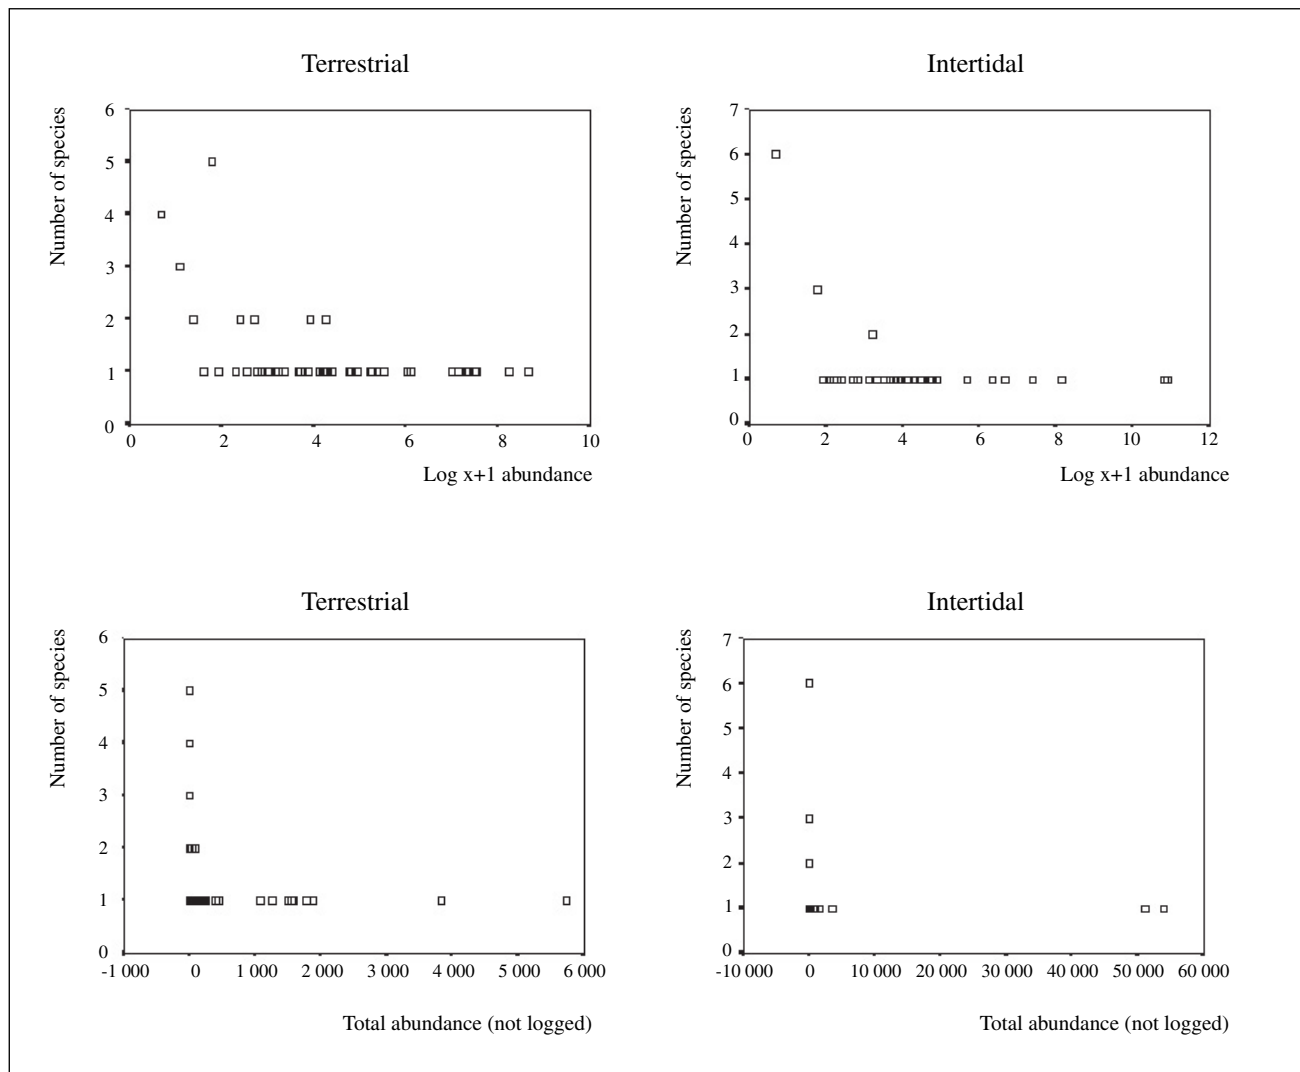 Terrestrial
Number of species
6
5
4
3
2
1
0
0 2 4 6 8 10
Log x+1 abundance
Intertidal
Number of species
7
6
5
4
3
2
1
0
0 2 4 6 8 10 12
Log x+1 abundance
Terrestrial
Number of species
6
5
4
3
2
1
0
-1 000 0 1 000 2 000 3 000 4 000 5 000 6 000
Total abundance (not logged)
Intertidal
Number of species
7
6
5
4
3
2
1
0
-10 000 0 10 000 20 000 30 000 40 000 50 000 60 000
Total abundance (not logged)